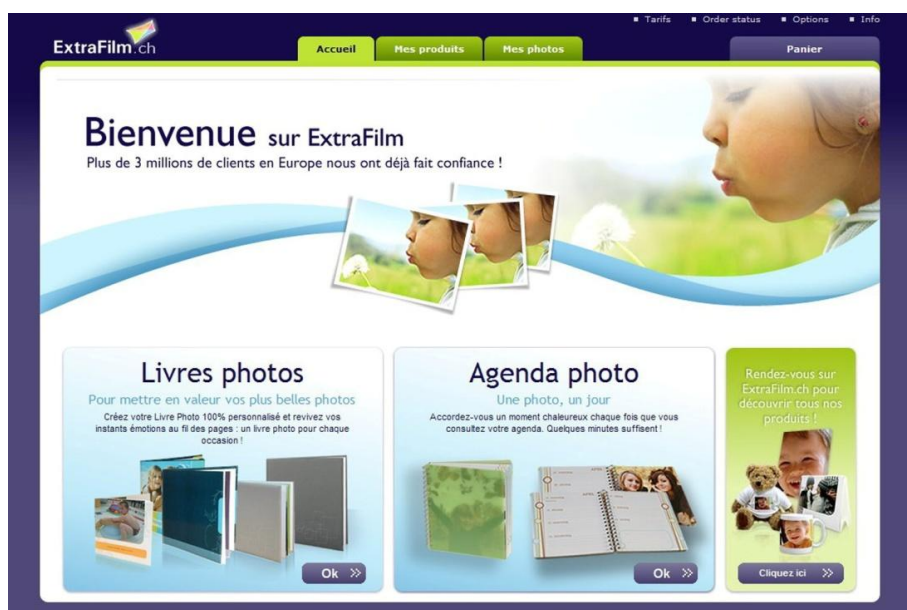 Tarifs Order status Options Info
ExtraFilm.ch
Accueil Mes produits Mes photos Panier
Bienvenue sur ExtraFilm
Plus de 3 millions de clients en Europe nous ont déjà fait confiance !
Livres photos
Pour mettre en valeur vos plus belles photos
Créez votre Livre Photo 100% personnalisé et revivez vos
instants émotions au fil des pages : un livre photo pour chaque
occasion !
Ok
Agenda photo
Une photo, un jour
Accordez-vous un moment chaleureux chaque fois que vous
consultez votre agenda. Quelques minutes suffisent !
Ok
Rendez-vous sur
ExtraFilm.ch pour
découvrir tous nos
produits !
Cliquez ici